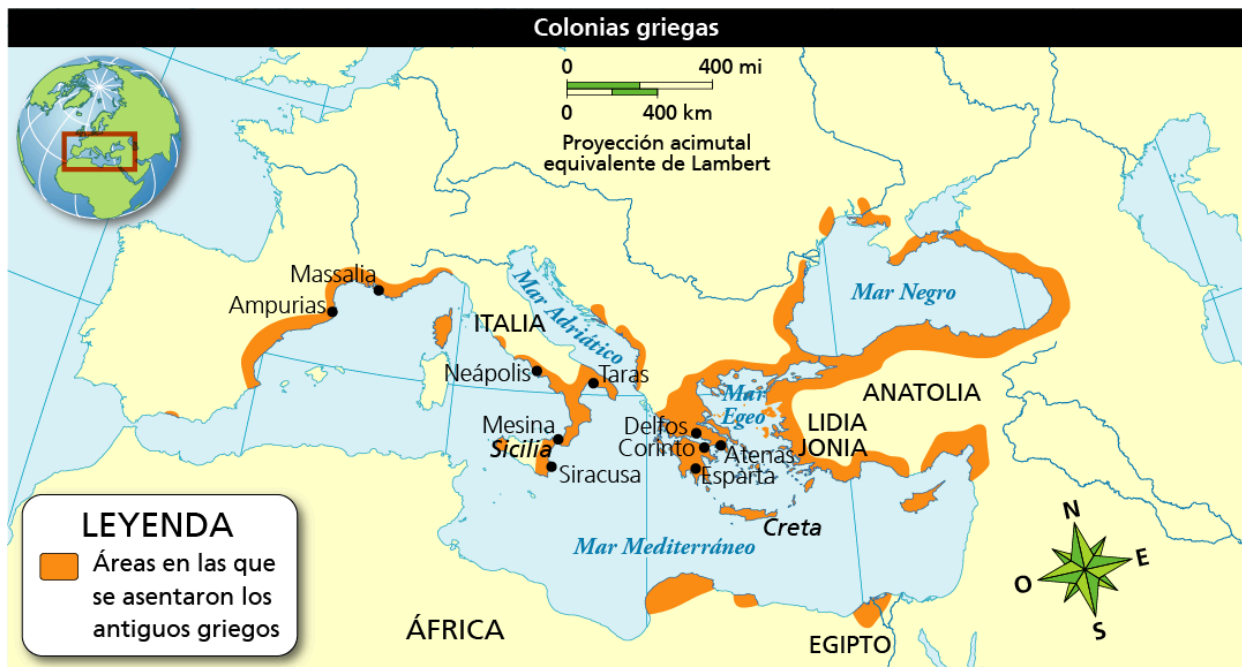 Colonias griegas
0 400 mi
0 400 km
Proyección acimutal
equivalente de Lambert
Massalia
Ampurias
ITALIA
Mar Adriático
Mar Negro
Neápolis
Taras
Mar
Egeo
ANATOLIA
LIDIA
JONIA
Mesina
Sicilia
Siracusa
Delfos
Corinto
Atenas
Esparta
Creta
Mar Mediterráneo
ÁFRICA
EGIPTO
LEYENDA
Áreas en las que
se asentaron los
antiguos griegos
N
E
O
S